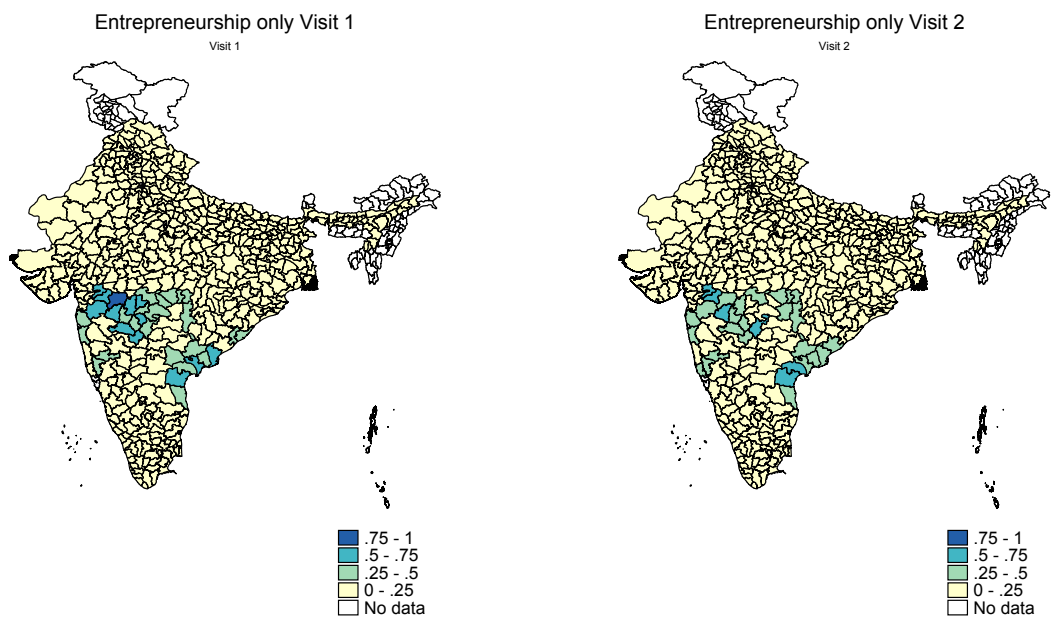 Entrepreneurship only Visit 1
Visit 1
.75 - 1
.5 - .75
.25 - .5
0 - .25
No data
Entrepreneurship only Visit 2
Visit 2
.75 - 1
.5 - .75
.25 - .5
0 - .25
No data